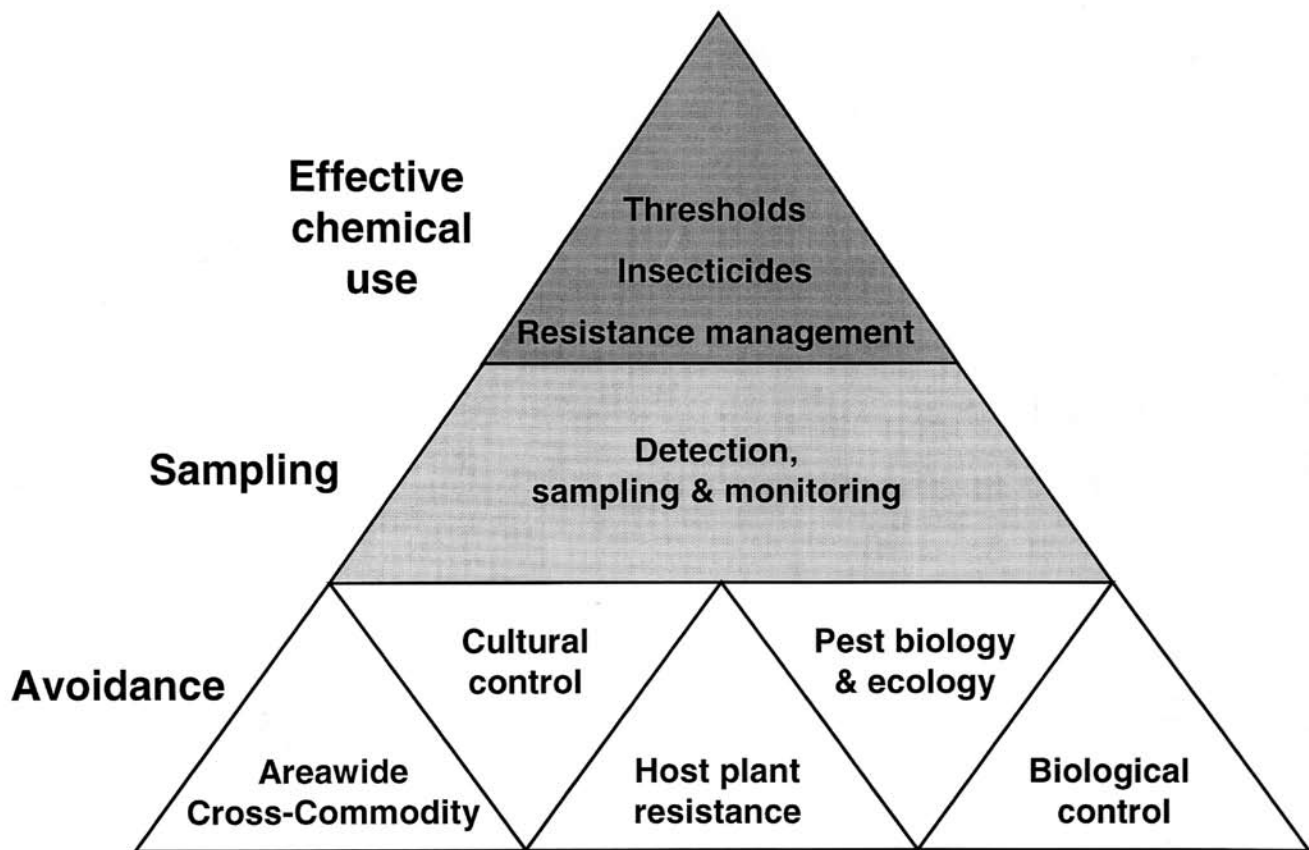 Effective
chemical
use
Thresholds
Insecticides
Resistance management
Sampling
Detection,
sampling & monitoring
Avoidance
Cultural
control
Pest biology
& ecology
Areawide
Cross-Commodity
Host plant
resistance
Biological
control